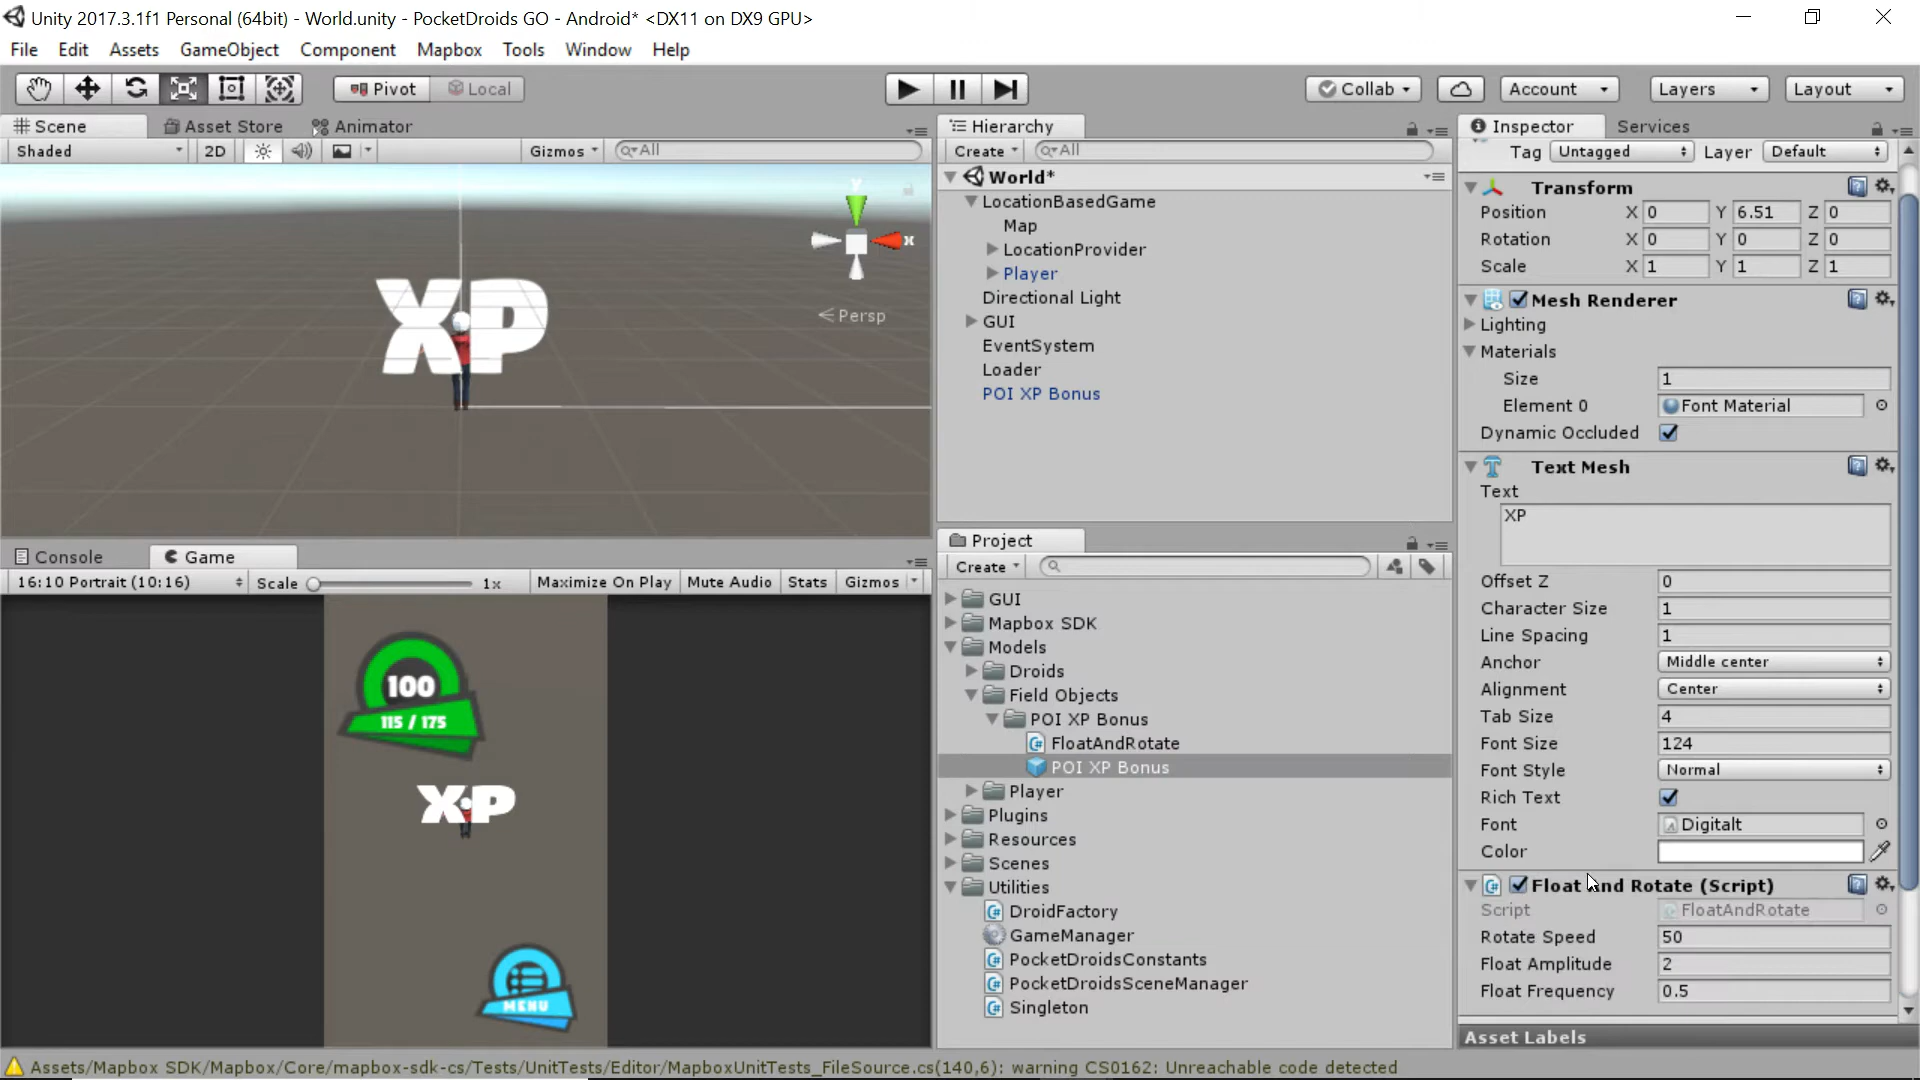 Unity 2017.3.1f1 Personal (64bit) - World.unity - PocketDroids GO - Android* <DX11 on DX9 GPU>
File Edit Assets GameObject Component Mapbox Tools Window Help
Pivot Local Collab Account Layers Layout
Scene Asset Store Animator
Shaded 2D Gizmos All
y
x
Persp
XP
Hierarchy
Create All
World*
LocationBasedGame
Map
LocationProvider
Player
Directional Light
GUI
EventSystem
Loader
POI XP Bonus
Console Game
16:10 Portrait (10:16) Scale 1x Maximize On Play Mute Audio Stats Gizmos
100
115 / 175
XP
MENU
Project
Create
GUI
Mapbox SDK
Models
Droids
Field Objects
POI XP Bonus
FloatAndRotate
POI XP Bonus
Player
Plugins
Resources
Scenes
Utilities
DroidFactory
GameManager
PocketDroidsConstants
PocketDroidsSceneManager
Singleton
Inspector Services
Tag Untagged Layer Default
Transform
Position X 0 Y 6.51 Z 0
Rotation X 0 Y 0 Z 0
Scale X 1 Y 1 Z 1
Mesh Renderer
Lighting
Materials
Size 1
Element 0 Font Material
Dynamic Occluded
Text Mesh
Text
XP
Offset Z 0
Character Size 1
Line Spacing 1
Anchor Middle center
Alignment Center
Tab Size 4
Font Size 124
Font Style Normal
Rich Text
Font Digitalt
Color
Float And Rotate (Script)
Script FloatAndRotate
Rotate Speed 50
Float Amplitude 2
Float Frequency 0.5
Asset Labels
Assets/Mapbox SDK/Mapbox/Core/mapbox-sdk-cs/Tests/UnitTests/Editor/MapboxUnitTests_FileSource.cs(140,6): warning CS0162: Unreachable code detected